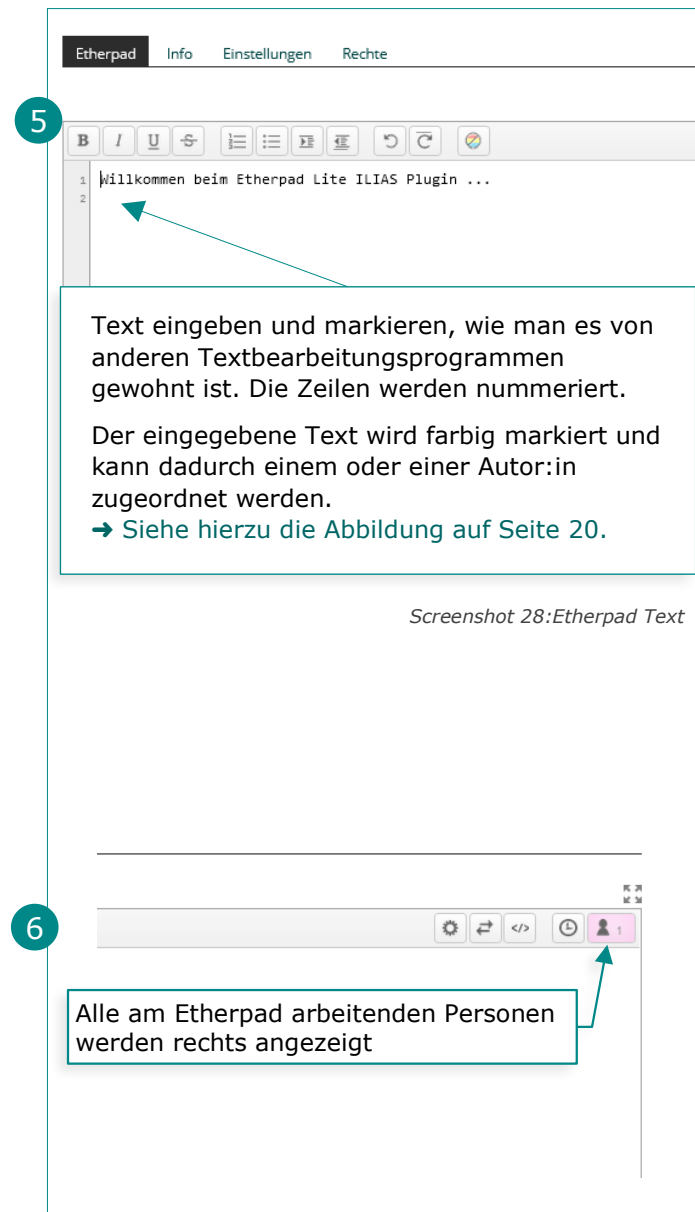 Etherpad Info Einstellungen Rechte
5
B I U S
1 Willkommen beim Etherpad Lite ILIAS Plugin ...
2
Text eingeben und markieren, wie man es von
anderen Textbearbeitungsprogrammen
gewohnt ist. Die Zeilen werden nummeriert.
Der eingegebene Text wird farbig markiert und
kann dadurch einem oder einer Autor:in
zugeordnet werden.
➜ Siehe hierzu die Abbildung auf Seite 20.
Screenshot 28:Etherpad Text
6
</> 1
Alle am Etherpad arbeitenden Personen
werden rechts angezeigt